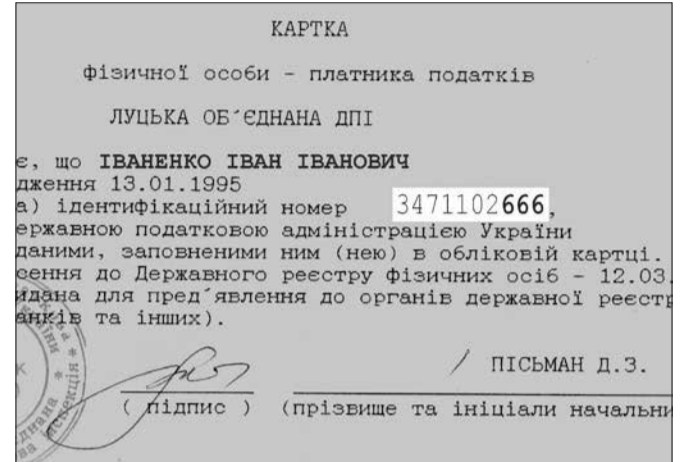 КАРТКА
фізичної особи - платника податків
ЛУЦЬКА ОБ´ЄДНАНА ДПІ
є, що ІВАНЕНКО ІВАН ІВАНОВИЧ
дження 13.01.1995
а) ідентифікаційний номер 3471102666,
ержавною податковою адміністрацією України
даними, заповненими ним (нею) в обліковій картці.
сення до Державного реєстру фізичних осіб - 12.03.
идана для пред´явлення до органів державної реєстр
анків та інших).
/ ПІСЬМАН Д.З.
( підпис ) (прізвище та ініціали начальни